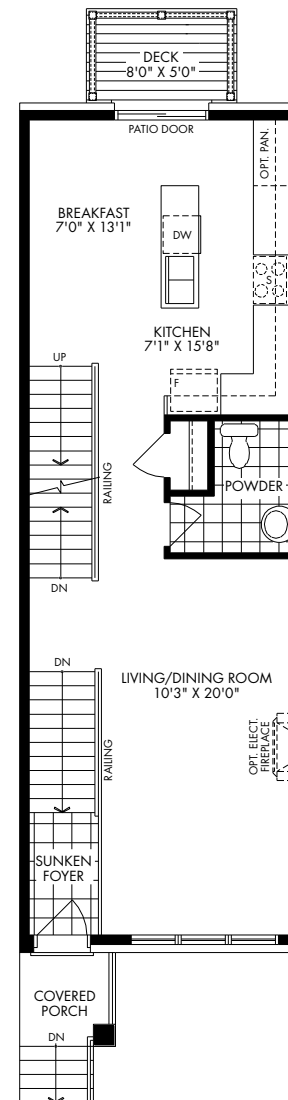 DECK
8'0" X 5'0"
PATIO DOOR
OPT. PAN.
BREAKFAST
7'0" X 13'1"
DW
S
KITCHEN
7'1" X 15'8"
UP
F
RAILING
POWDER
DN
DN
LIVING/DINING ROOM
10'3" X 20'0"
RAILING
OPT. ELECT.
FIREPLACE
SUNKEN
FOYER
COVERED
PORCH
DN